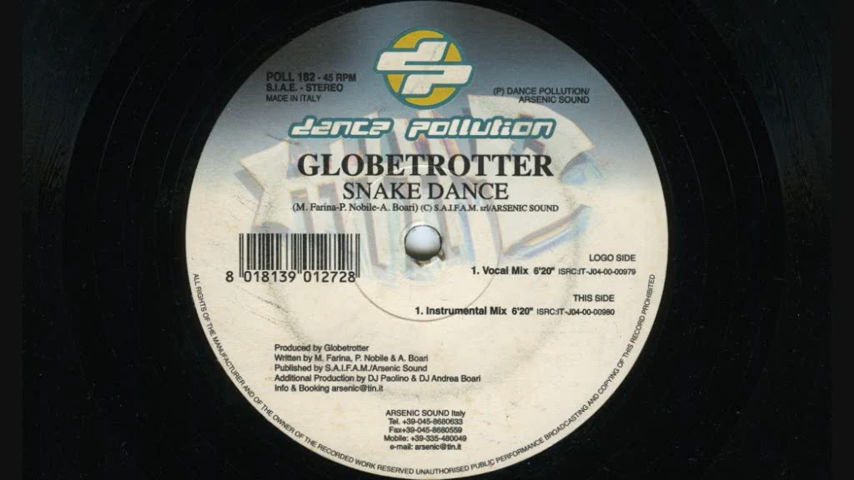 POLL 182 - 45 RPM
S.I.A.E. - STEREO
MADE IN ITALY
(P) DANCE POLLUTION/
ARSENIC SOUND
dance pollution
GLOBETROTTER
SNAKE DANCE
(M. Farina-P. Nobile-A. Boari) (C) S.A.I.F.A.M. srl/ARSENIC SOUND
8 018139 012728
LOGO SIDE
1. Vocal Mix 6'20" ISRC:IT-J04-00-00979
THIS SIDE
1. Instrumental Mix 6'20" ISRC:IT-J04-00-00980
Produced by Globetrotter
Written by M. Farina, P. Nobile & A. Boari
Published by S.A.I.F.A.M./Arsenic Sound
Additional Production by DJ Paolino & DJ Andrea Boari
Info & Booking arsenic@tin.it
ARSENIC SOUND Italy
Tel. +39-045-8680633
Fax+39-045-8680559
Mobile: +39-335-480049
e-mail: arsenic@tin.it
ALL RIGHTS OF THE MANUFACTURER AND OF THE OWNER OF THE RECORDED WORK RESERVED UNAUTHORISED PUBLIC PERFORMANCE BROADCASTING AND COPYING OF THIS RECORD PROHIBITED